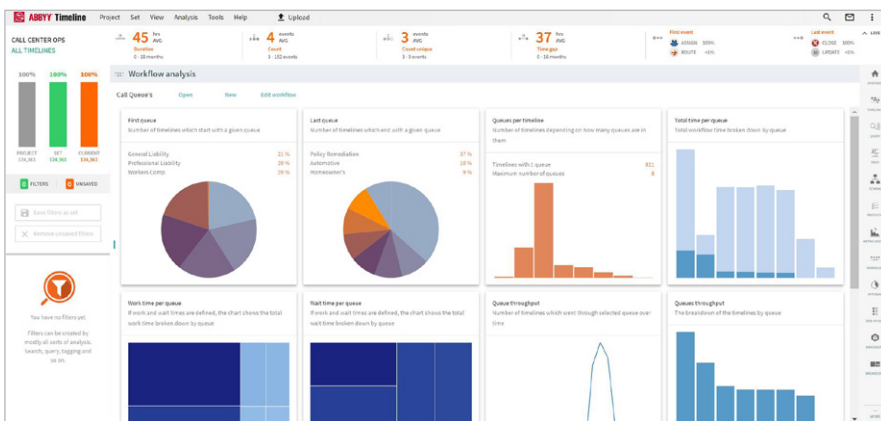 ABBYY Timeline
Project Set View Analysis Tools Help Upload
CALL CENTER OPS
ALL TIMELINES
45 hrs AVG
Duration
0 - 18 months
4 events AVG
Count
3 events AVG
Count unique
37 hrs AVG
Time gap
0 - 18 months
First event
ASSIGN 100%
ROUTE <1%
Last event
CLOSE 100%
UPDATE <1%
100% 100% 100%
PROJECT SET CURRENT
FILTERS UNSAVED
Save filters as set
Remove unsaved filters
You have no filters yet
Filters can be created by
mostly all sorts of analysis.
Search, query, tagging and
so on.
Workflow analysis
Call Queue's Open New Edit workflow
First queue
Number of timelines which start with a given queue
General Liability 21 %
Professional Liability 20 %
Workers Comp 20 %
Last queue
Number of timelines which end with a given queue
Policy Remediation 37 %
Automotive 10 %
Homeowner's 9 %
Queues per timeline
Number of timelines depending on how many queues are in
them
Timelines with 1 queue 811
Maximum number of queues 8
Total time per queue
Total workflow time broken down by queue
Work time per queue
If work and wait times are defined, the chart shows the total
work time broken down by queue
Wait time per queue
If work and wait times are defined, the chart shows the total
wait time broken down by queue
Queue throughput
Number of timelines which went through selected queue over
time
Queues throughput
The breakdown of the timelines by queue